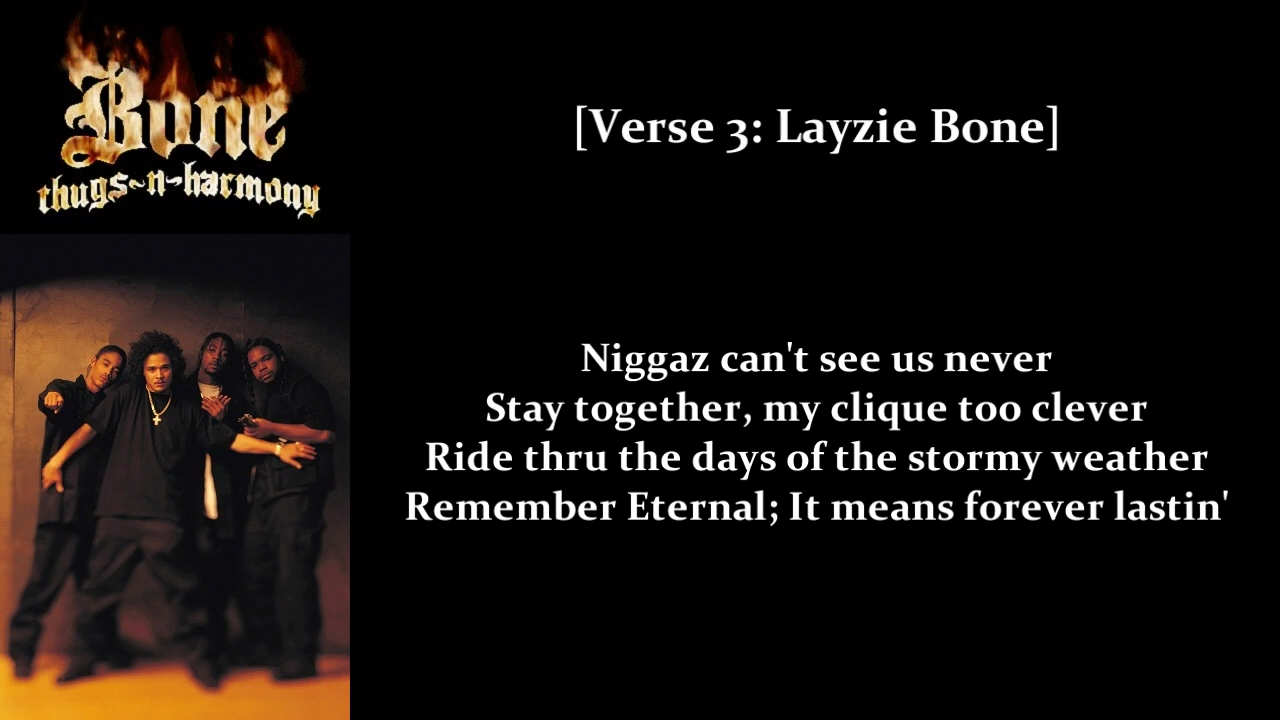 Bone
thugs~n~harmony
[Verse 3: Layzie Bone]
Niggaz can't see us never
Stay together, my clique too clever
Ride thru the days of the stormy weather
Remember Eternal; It means forever lastin'